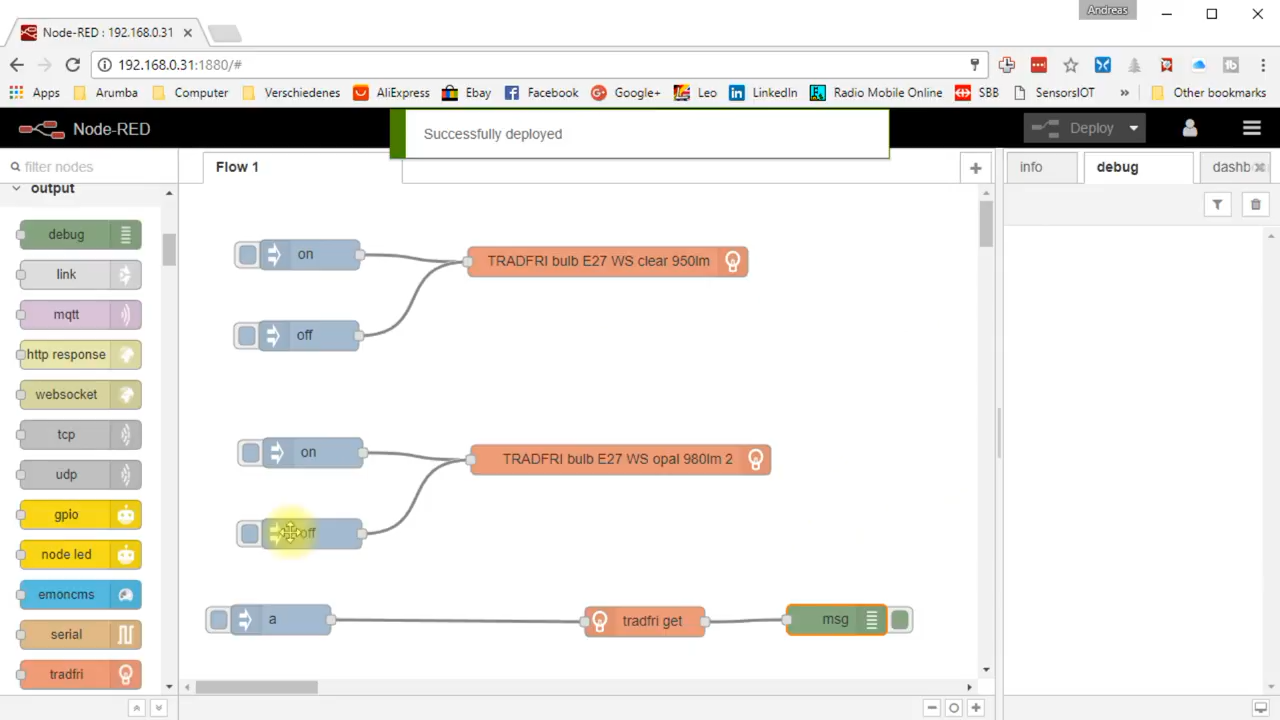 Andreas
Node-RED : 192.168.0.31
192.168.0.31:1880/#
Apps Arumba Computer Verschiedenes AliExpress Ebay Facebook Google+ Leo LinkedIn Radio Mobile Online SBB SensorsIOT » Other bookmarks
Node-RED
Successfully deployed
Deploy
filter nodes
Flow 1
info
debug
dashb
output
debug
link
mqtt
http response
websocket
tcp
udp
gpio
node led
emoncms
serial
tradfri
on
TRADFRI bulb E27 WS clear 950lm
off
on
TRADFRI bulb E27 WS opal 980lm 2
off
a
tradfri get
msg